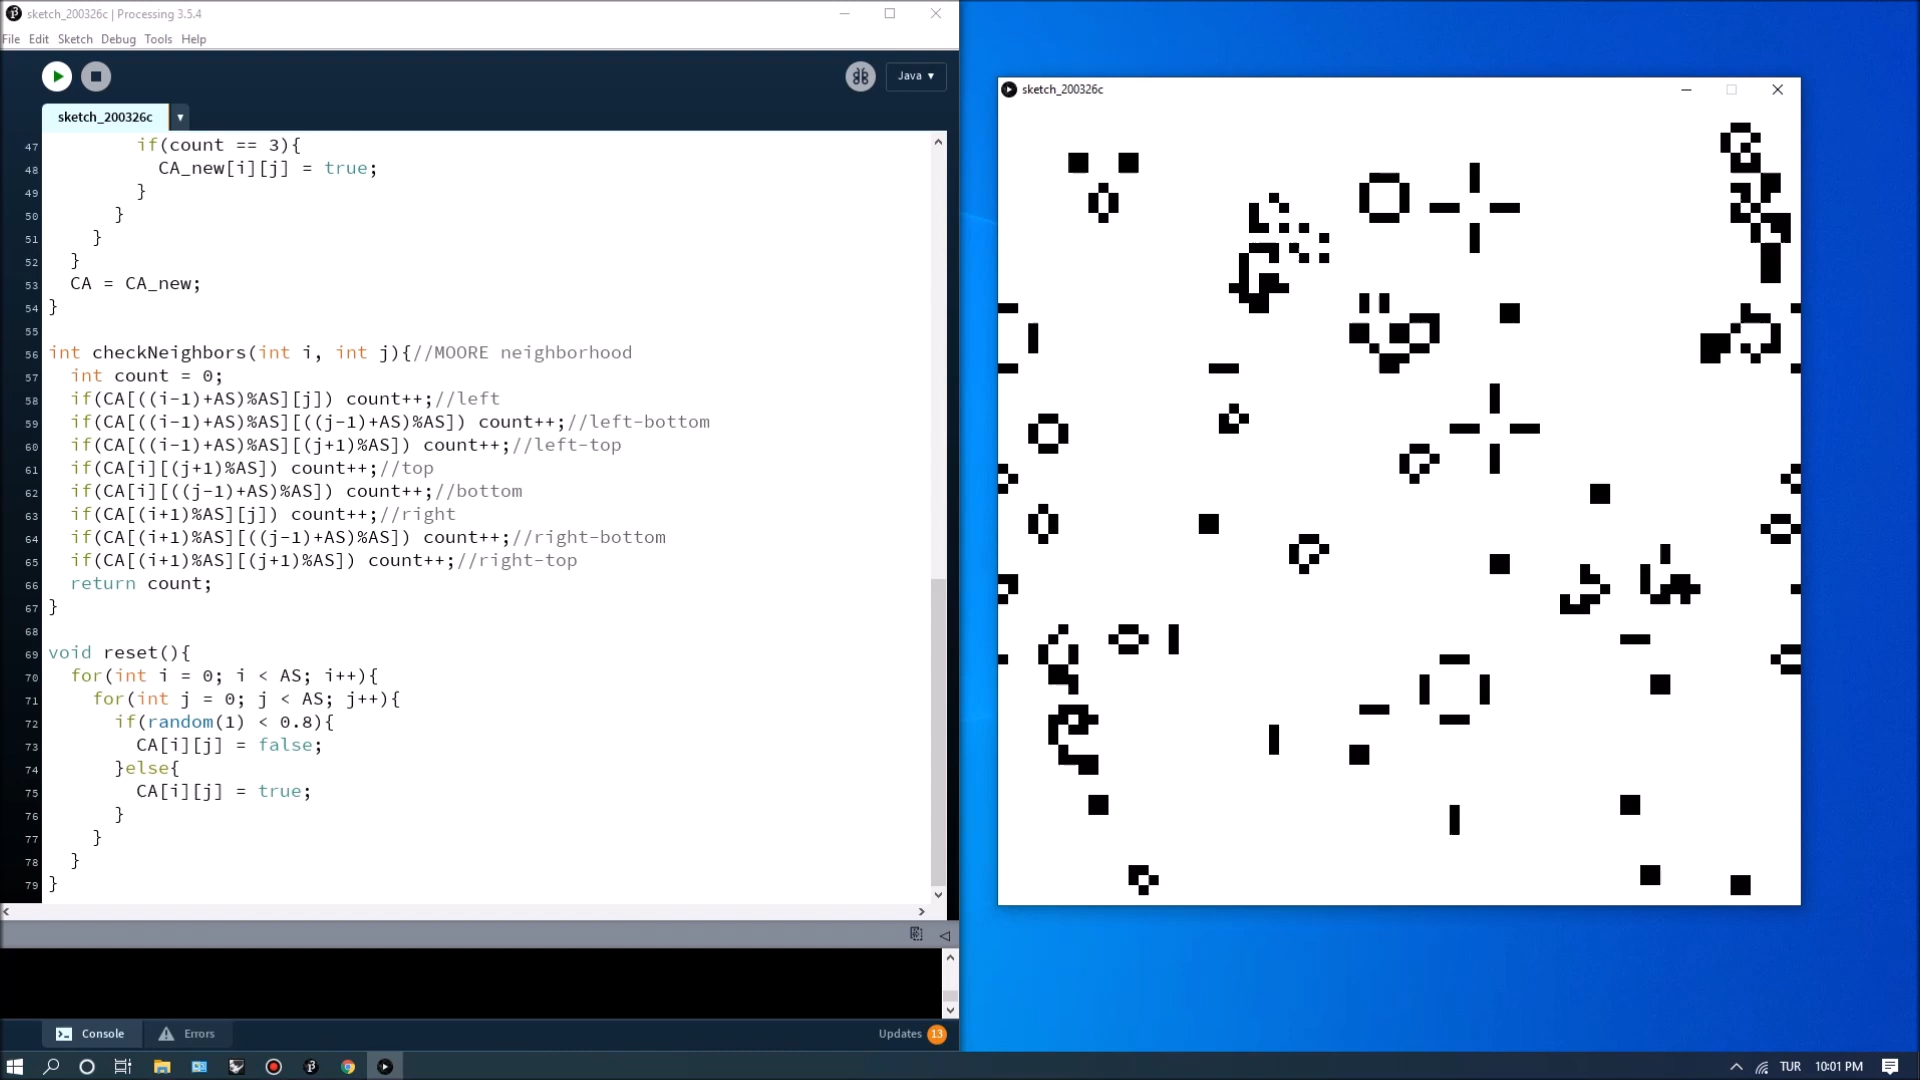 sketch_200326c | Processing 3.5.4
File Edit Sketch Debug Tools Help
Java ▾
sketch_200326c ▾
47 if(count == 3){
48 CA_new[i][j] = true;
49 }
50 }
51 }
52 }
53 CA = CA_new;
54 }
55
56 int checkNeighbors(int i, int j){//MOORE neighborhood
57 int count = 0;
58 if(CA[((i-1)+AS)%AS][j]) count++;//left
59 if(CA[((i-1)+AS)%AS][((j-1)+AS)%AS]) count++;//left-bottom
60 if(CA[((i-1)+AS)%AS][(j+1)%AS]) count++;//left-top
61 if(CA[i][(j+1)%AS]) count++;//top
62 if(CA[i][((j-1)+AS)%AS]) count++;//bottom
63 if(CA[(i+1)%AS][j]) count++;//right
64 if(CA[(i+1)%AS][((j-1)+AS)%AS]) count++;//right-bottom
65 if(CA[(i+1)%AS][(j+1)%AS]) count++;//right-top
66 return count;
67 }
68
69 void reset(){
70 for(int i = 0; i < AS; i++){
71 for(int j = 0; j < AS; j++){
72 if(random(1) < 0.8){
73 CA[i][j] = false;
74 }else{
75 CA[i][j] = true;
76 }
77 }
78 }
79 }
Console Errors Updates 13
sketch_200326c
TUR 10:01 PM